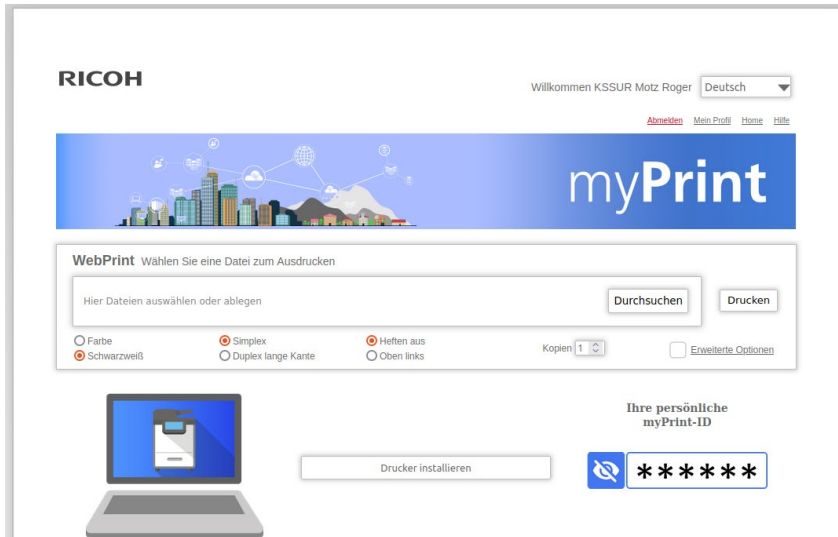 RICOH
Willkommen KSSUR Motz Roger Deutsch
Abmelden Mein Profil Home Hilfe
myPrint
WebPrint Wählen Sie eine Datei zum Ausdrucken
Hier Dateien auswählen oder ablegen Durchsuchen Drucken
Farbe Simplex Heften aus
Kopien 1 Erweiterte Optionen
Schwarzweiß Duplex lange Kante Oben links
Ihre persönliche
myPrint-ID
Drucker installieren
******